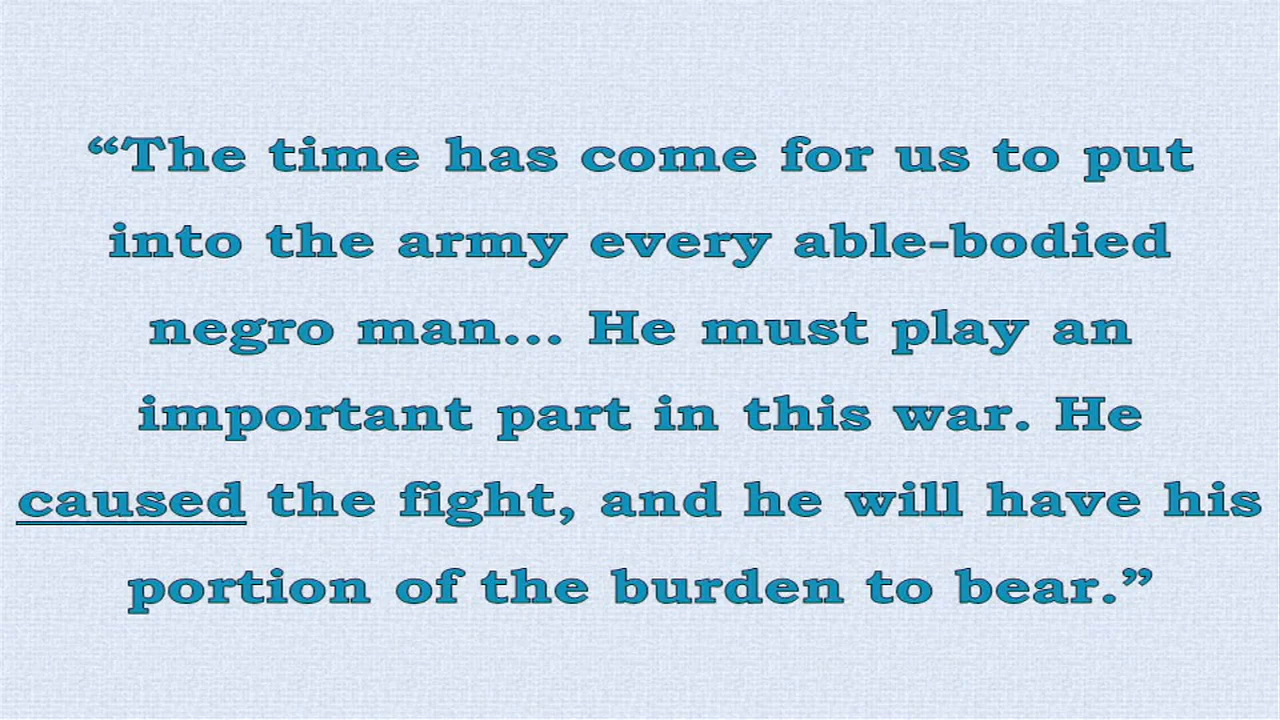 “The time has come for us to put
into the army every able-bodied
negro man... He must play an
important part in this war. He
caused the fight, and he will have his
portion of the burden to bear.”